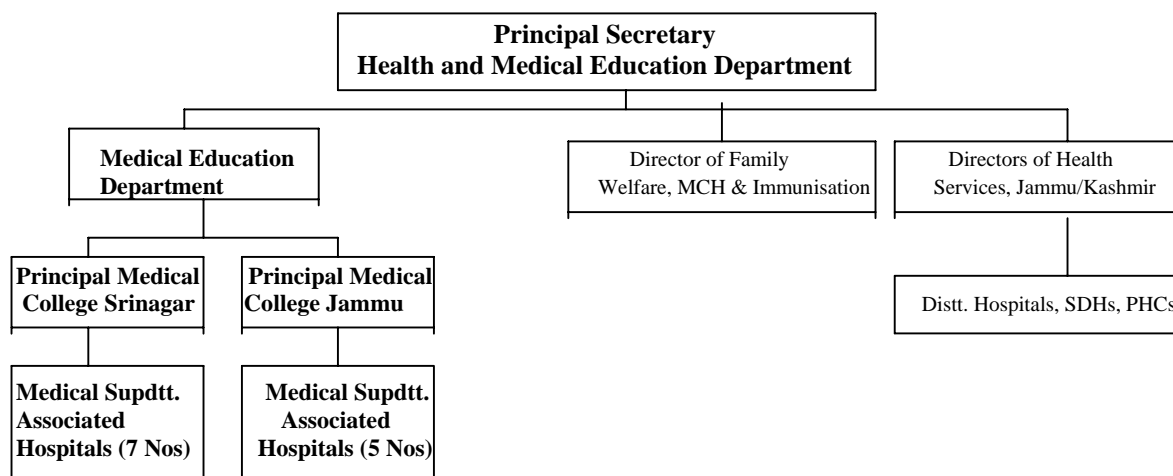 Principal Secretary
Health and Medical Education Department
Medical Education
Department
Director of Family
Welfare, MCH & Immunisation
Directors of Health
Services, Jammu/Kashmir
Principal Medical
College Srinagar
Principal Medical
College Jammu
Distt. Hospitals, SDHs, PHCs
Medical Supdtt.
Associated
Hospitals (7 Nos)
Medical Supdtt.
Associated
Hospitals (5 Nos)